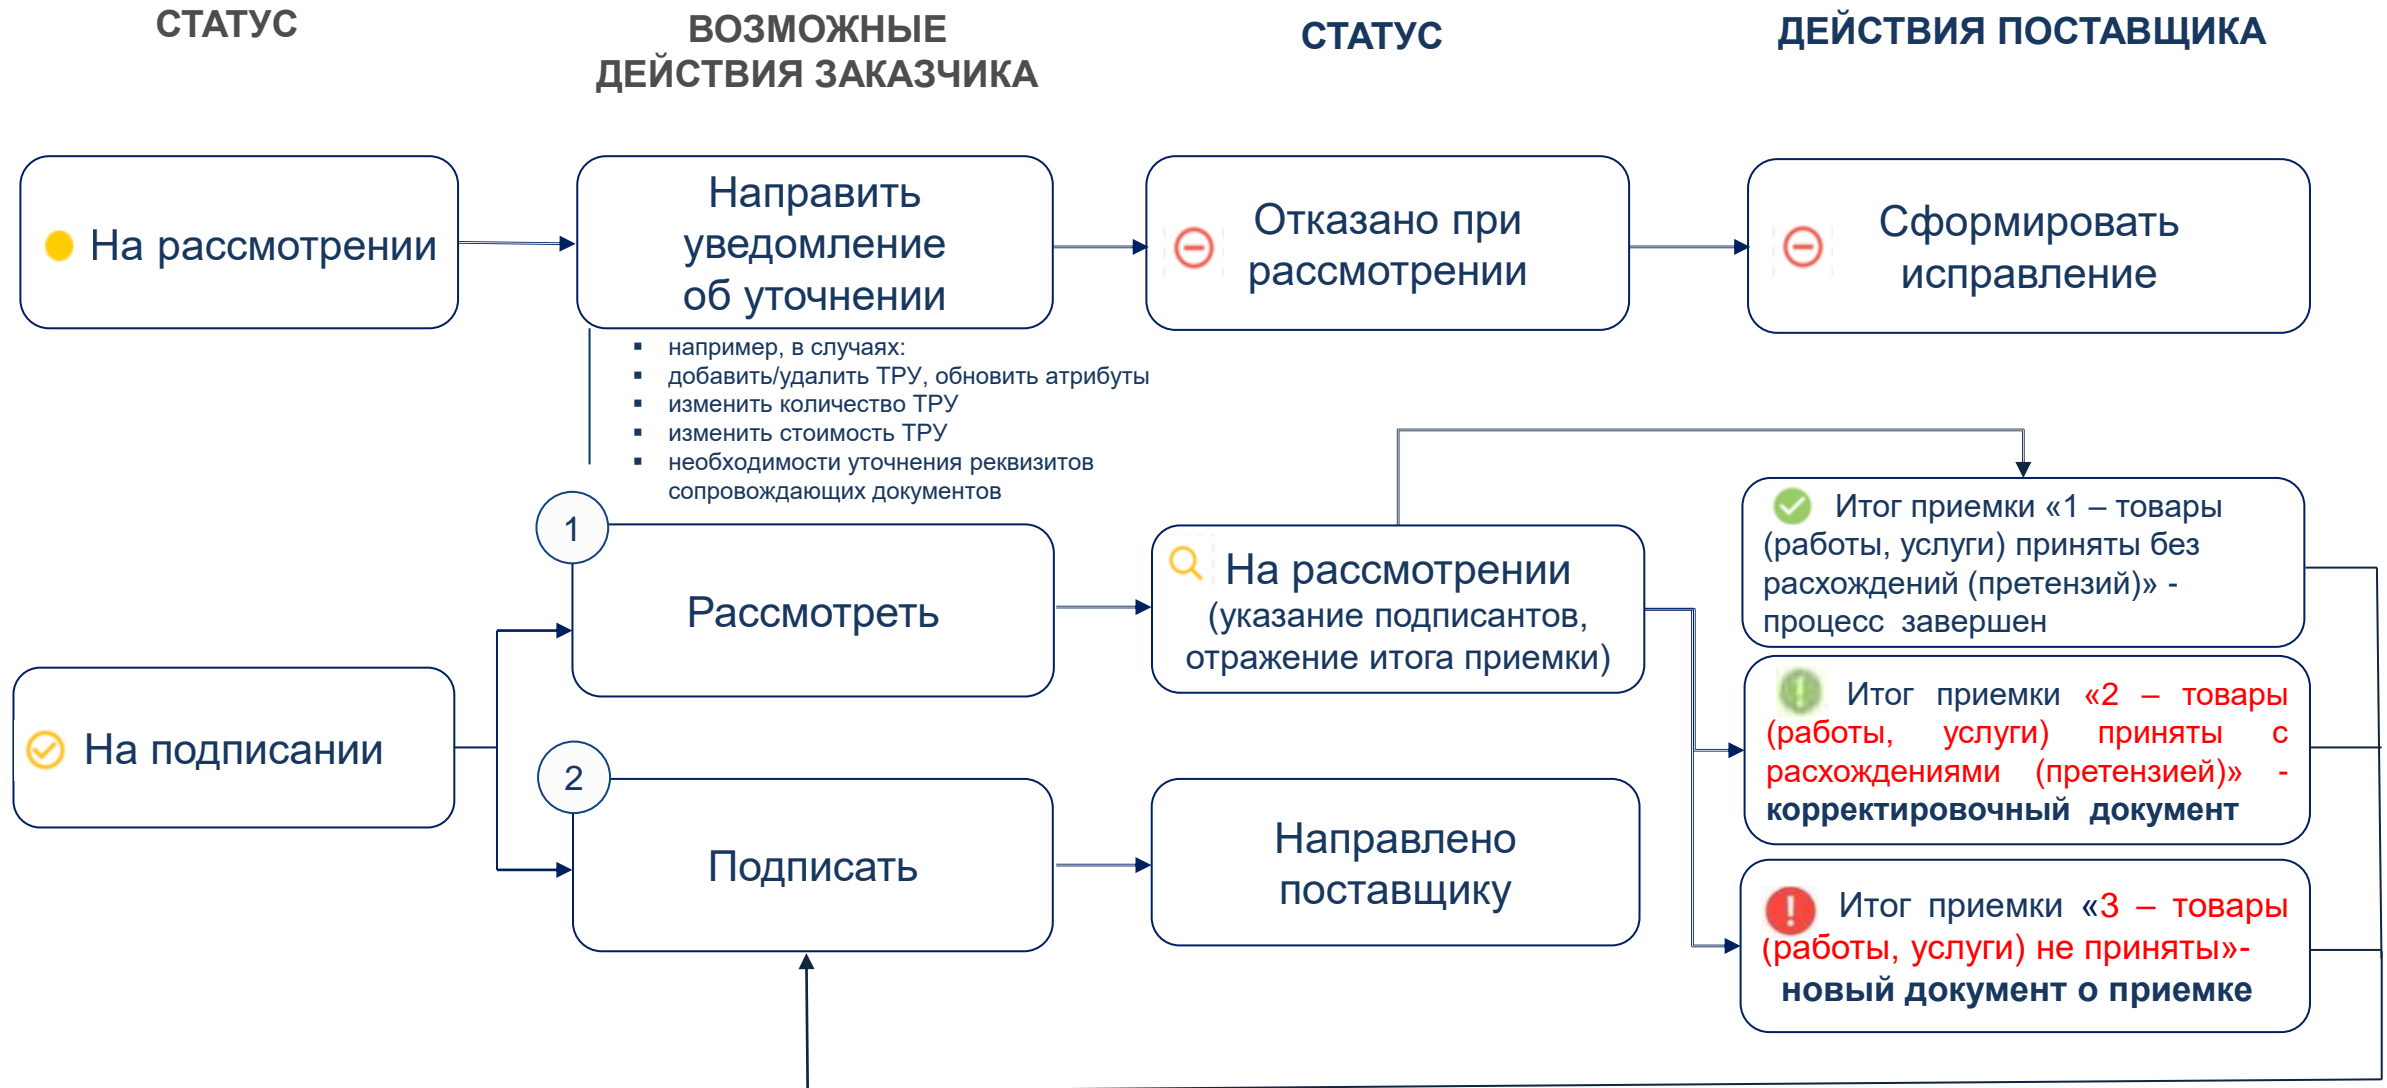 СТАТУС
ВОЗМОЖНЫЕ
ДЕЙСТВИЯ ЗАКАЗЧИКА
СТАТУС
ДЕЙСТВИЯ ПОСТАВЩИКА
На рассмотрении
Направить
уведомление
об уточнении
Отказано при
рассмотрении
Сформировать
исправление
▪ например, в случаях:
▪ добавить/удалить ТРУ, обновить атрибуты
▪ изменить количество ТРУ
▪ изменить стоимость ТРУ
▪ необходимости уточнения реквизитов
сопровождающих документов
На подписании
1
Рассмотреть
На рассмотрении
(указание подписантов,
отражение итога приемки)
Итог приемки «1 – товары
(работы, услуги) приняты без
расхождений (претензий)» -
процесс завершен
Итог приемки «2 – товары
(работы, услуги) приняты с
расхождениями (претензией)» -
корректировочный документ
2
Подписать
Направлено
поставщику
Итог приемки «3 – товары
(работы, услуги) не приняты»-
новый документ о приемке